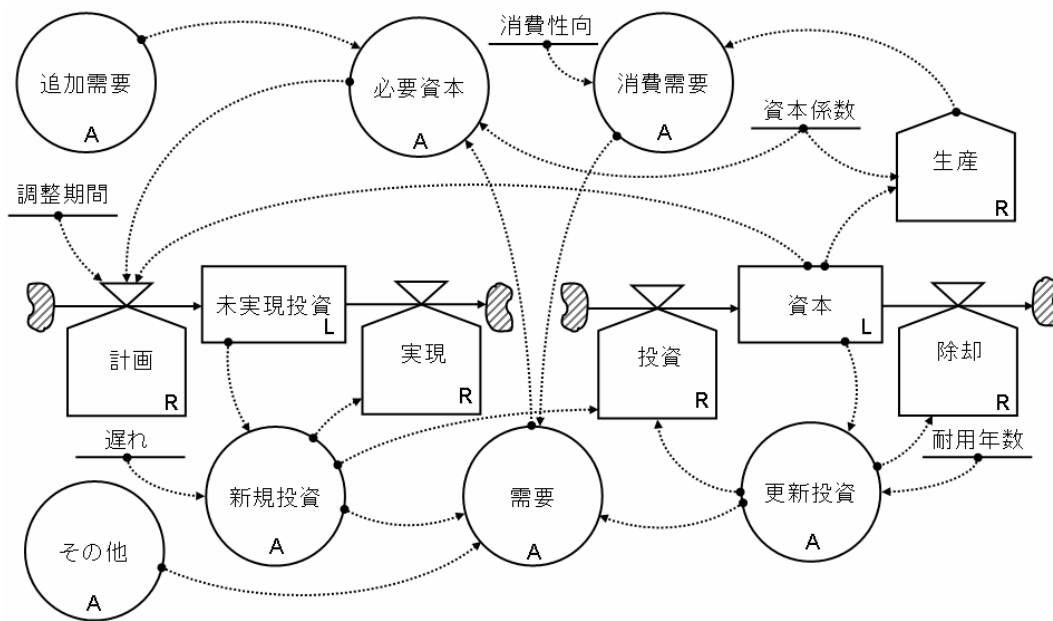 追加需要
A
必要資本
A
消費性向
消費需要
A
資本係数
生産
R
調整期間
未実現投資
L
資本
L
計画
R
実現
R
投資
R
除却
R
遅れ
耐用年数
新規投資
A
需要
A
更新投資
A
その他
A